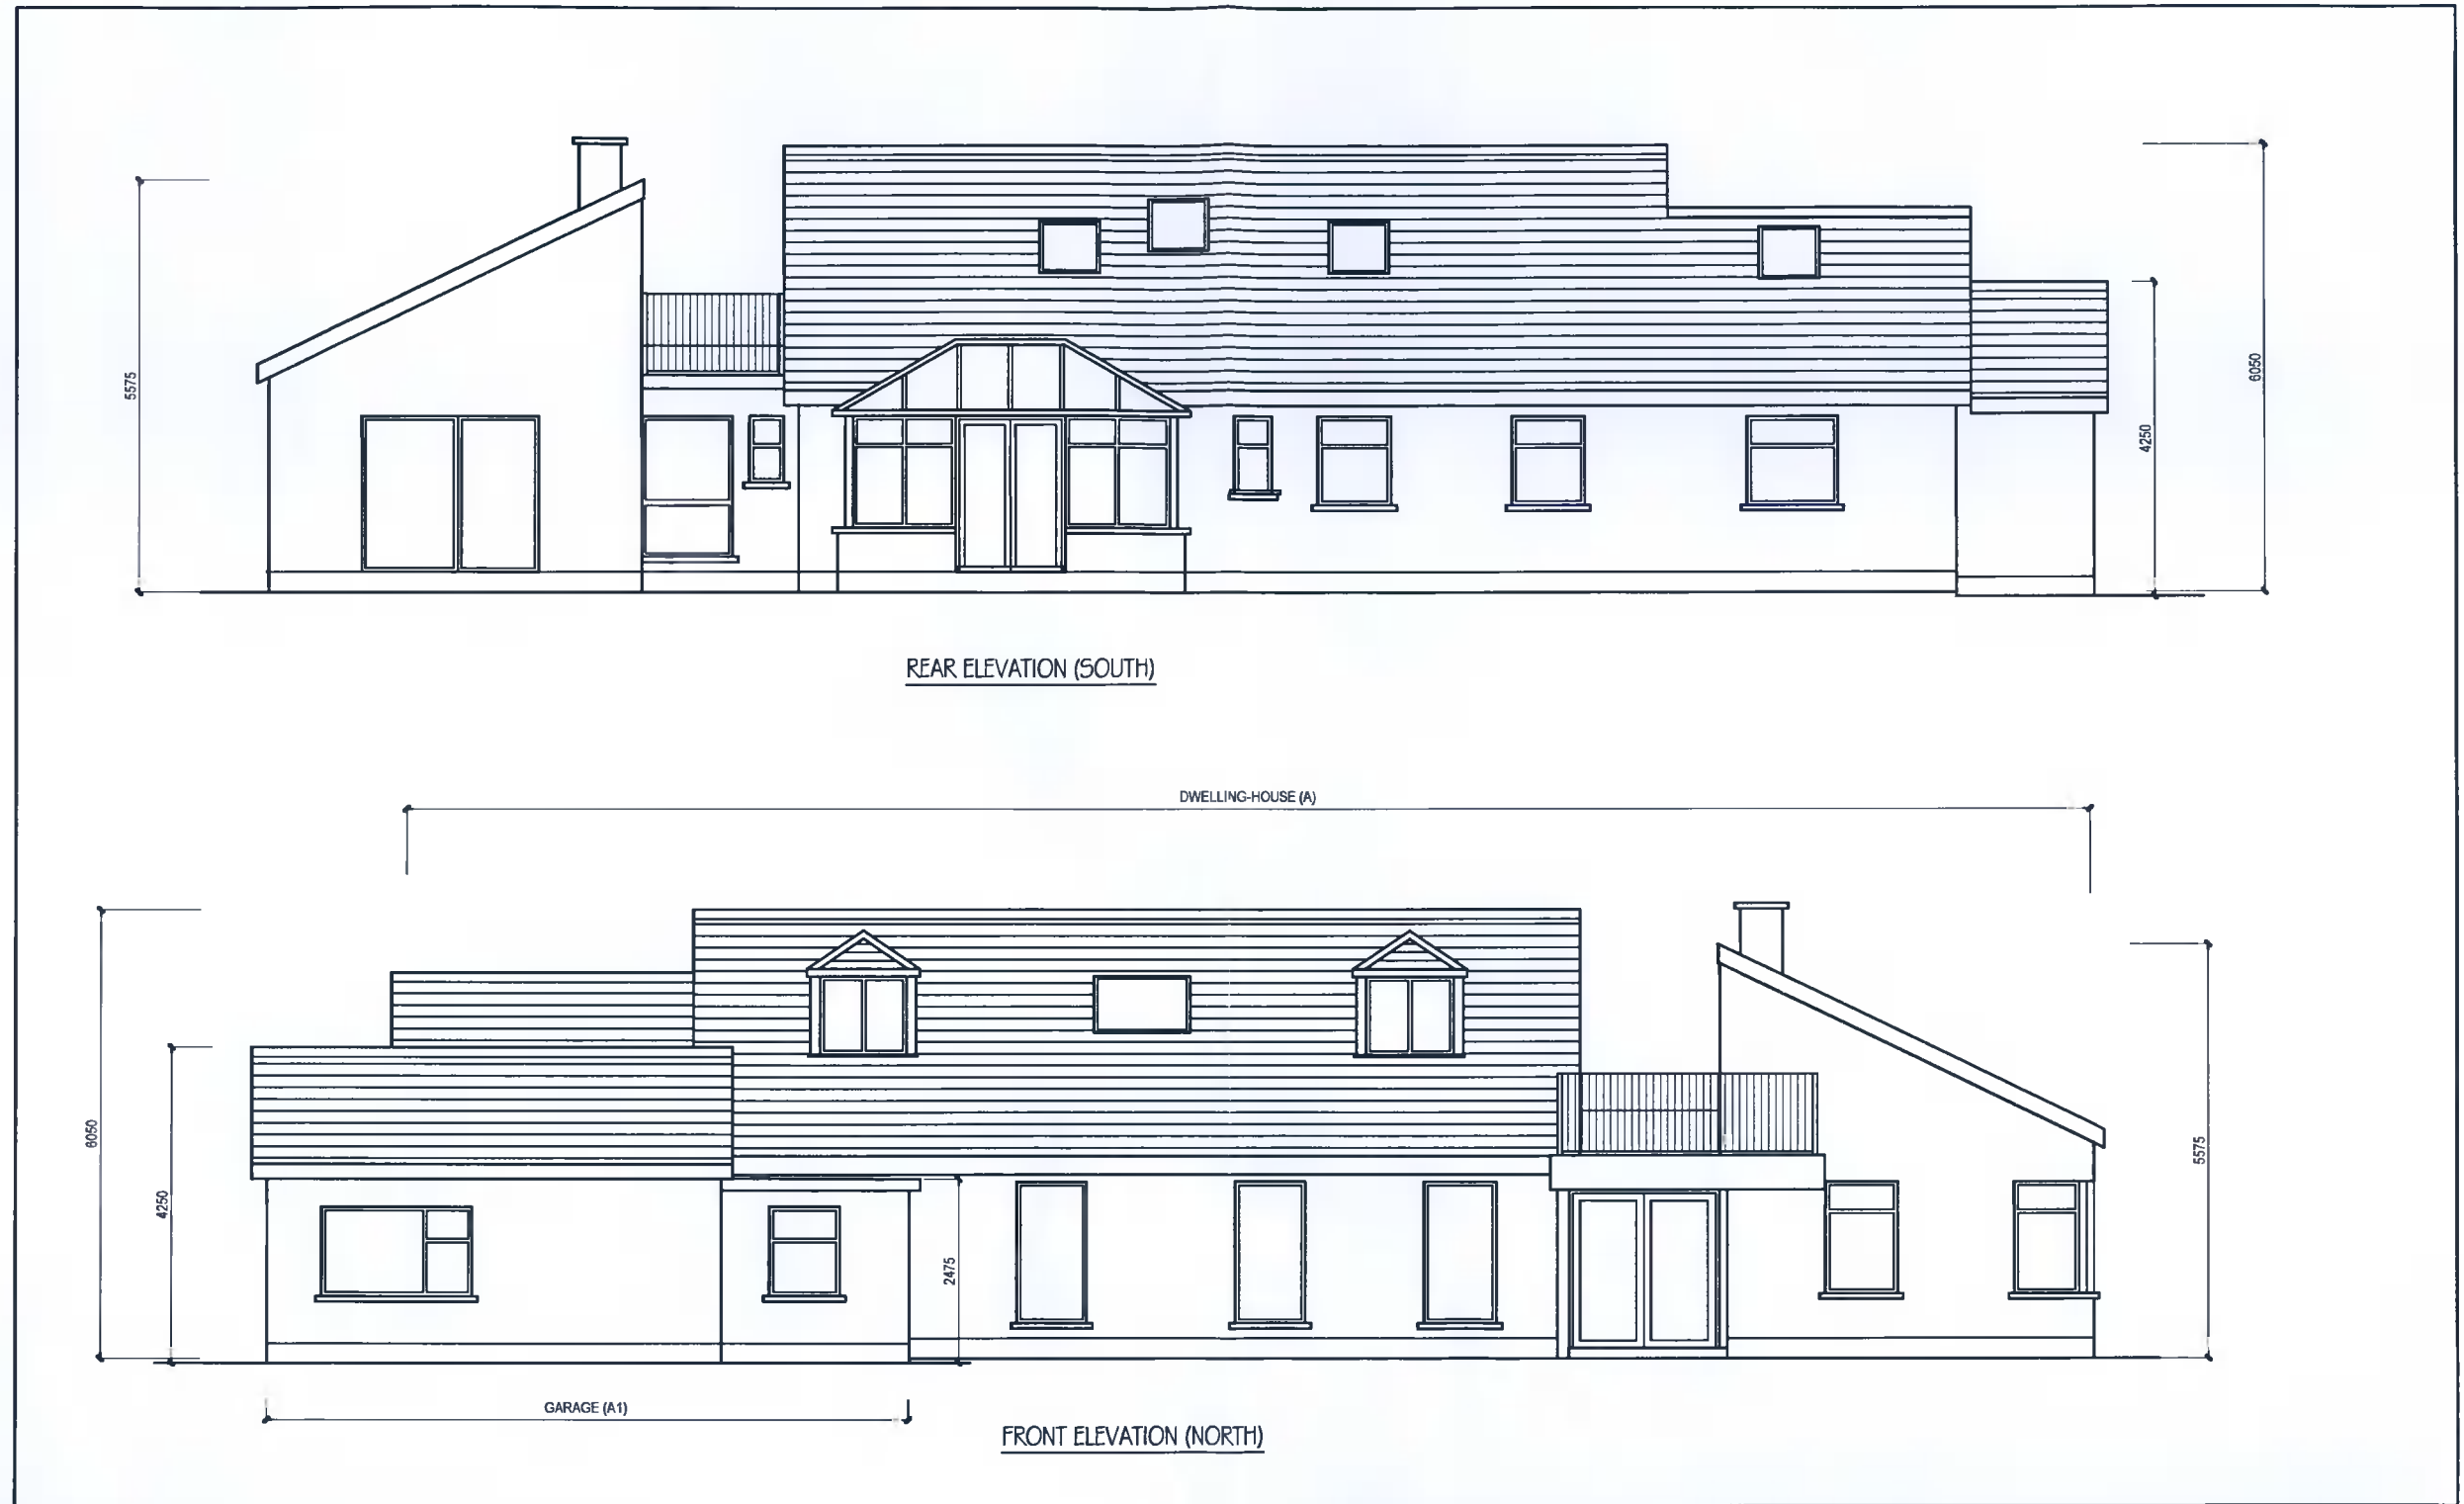 5575
6050
4250
REAR ELEVATION (SOUTH)
DWELLING-HOUSE (A)
6050
4250
2475
5575
GARAGE (A1)
FRONT ELEVATION (NORTH)